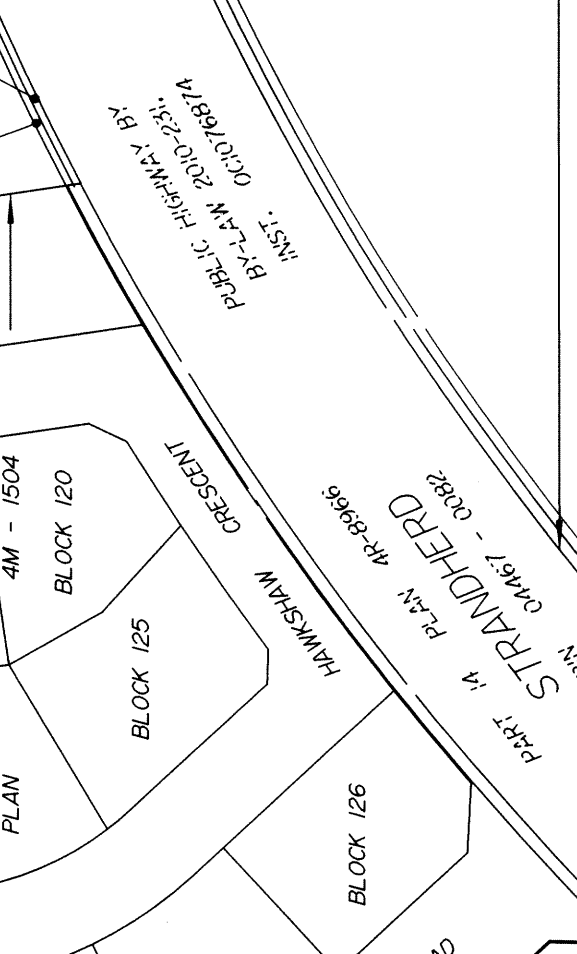 PUBLIC HIGHWAY BY
BY-LAW 2010-231,
INST. OC1076874
4M - 1504
BLOCK 120
CRESCENT
HAWKSHAW
BLOCK 125
PLAN
PART 14 PLAN 4R-8966
STRANDHERD
04467 - 0082
BLOCK 126